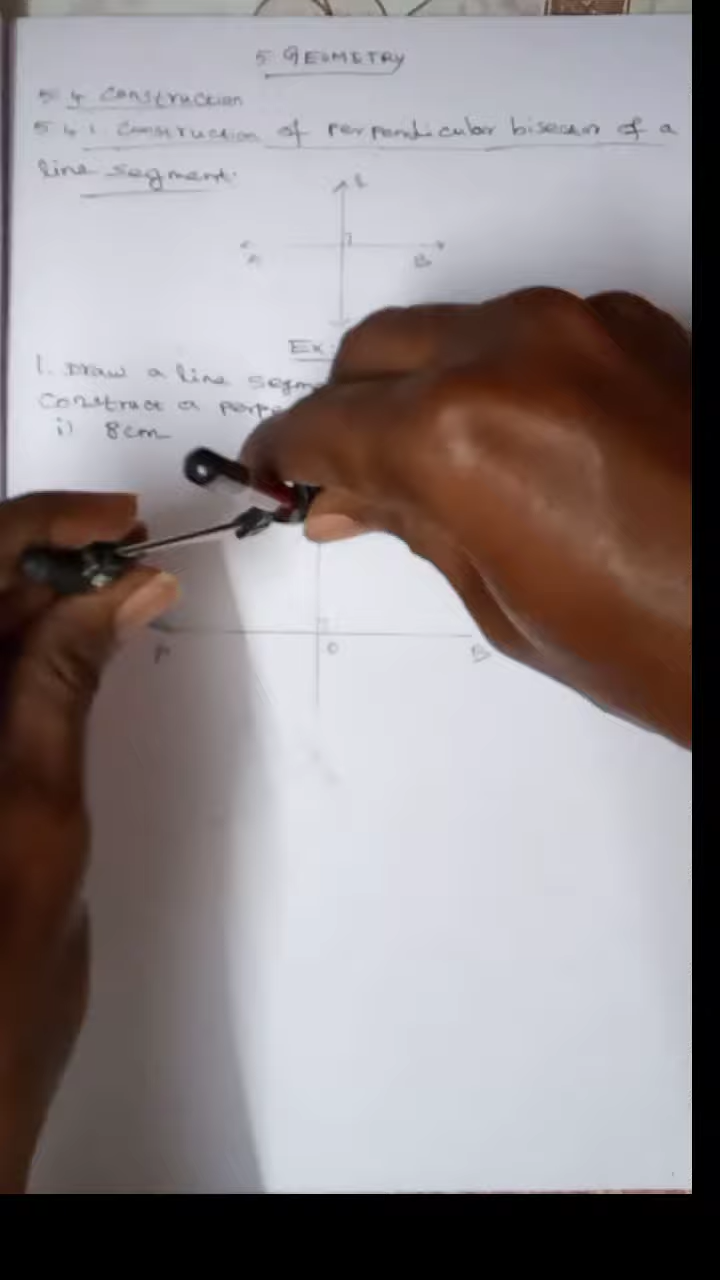 5 GEOMETRY
5.4 Construction
5.4.1. Construction of perpendicular bisector of a
line segment.
l
A B
Ex.
1. Draw a line segm
Construct a perpe
i) 8cm
A O B